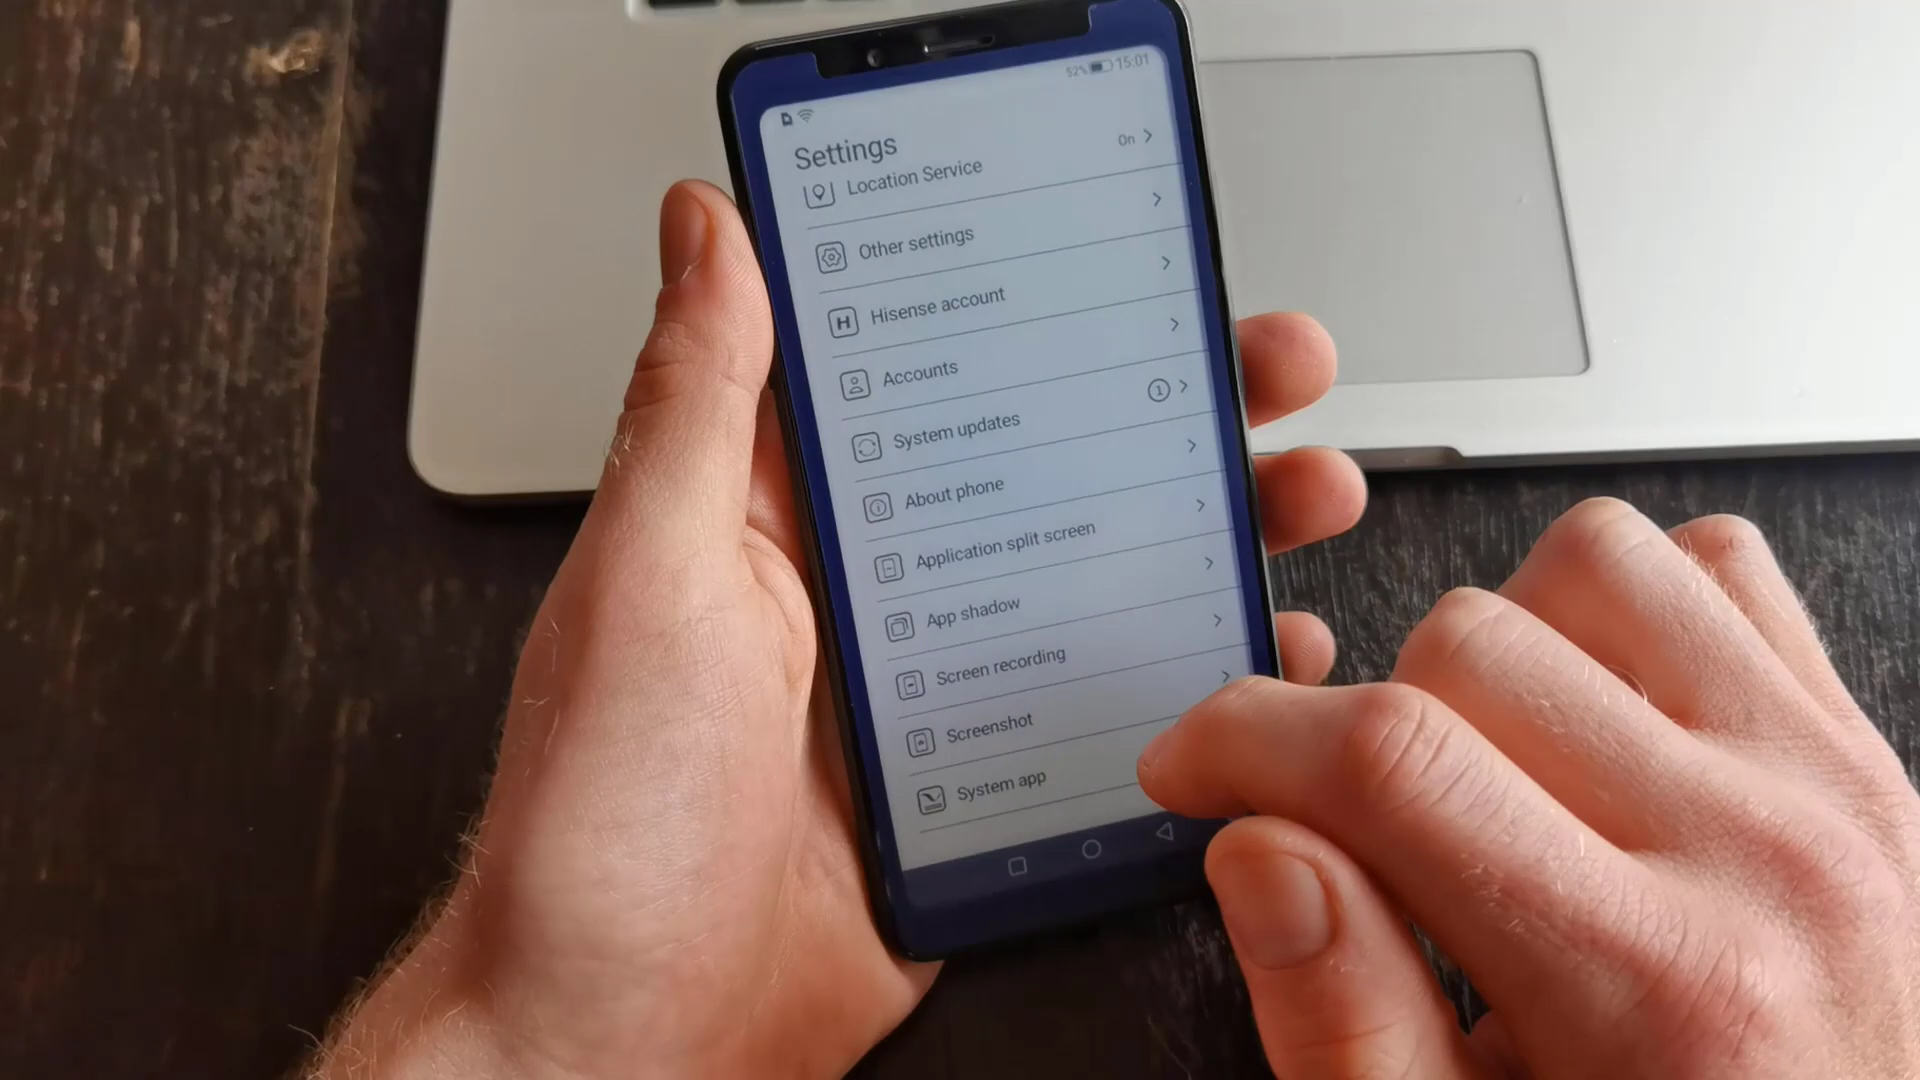 52% 15:01
Settings
Location Service On
Other settings
H Hisense account
Accounts
System updates 1
About phone
Application split screen
App shadow
Screen recording
Screenshot
System app